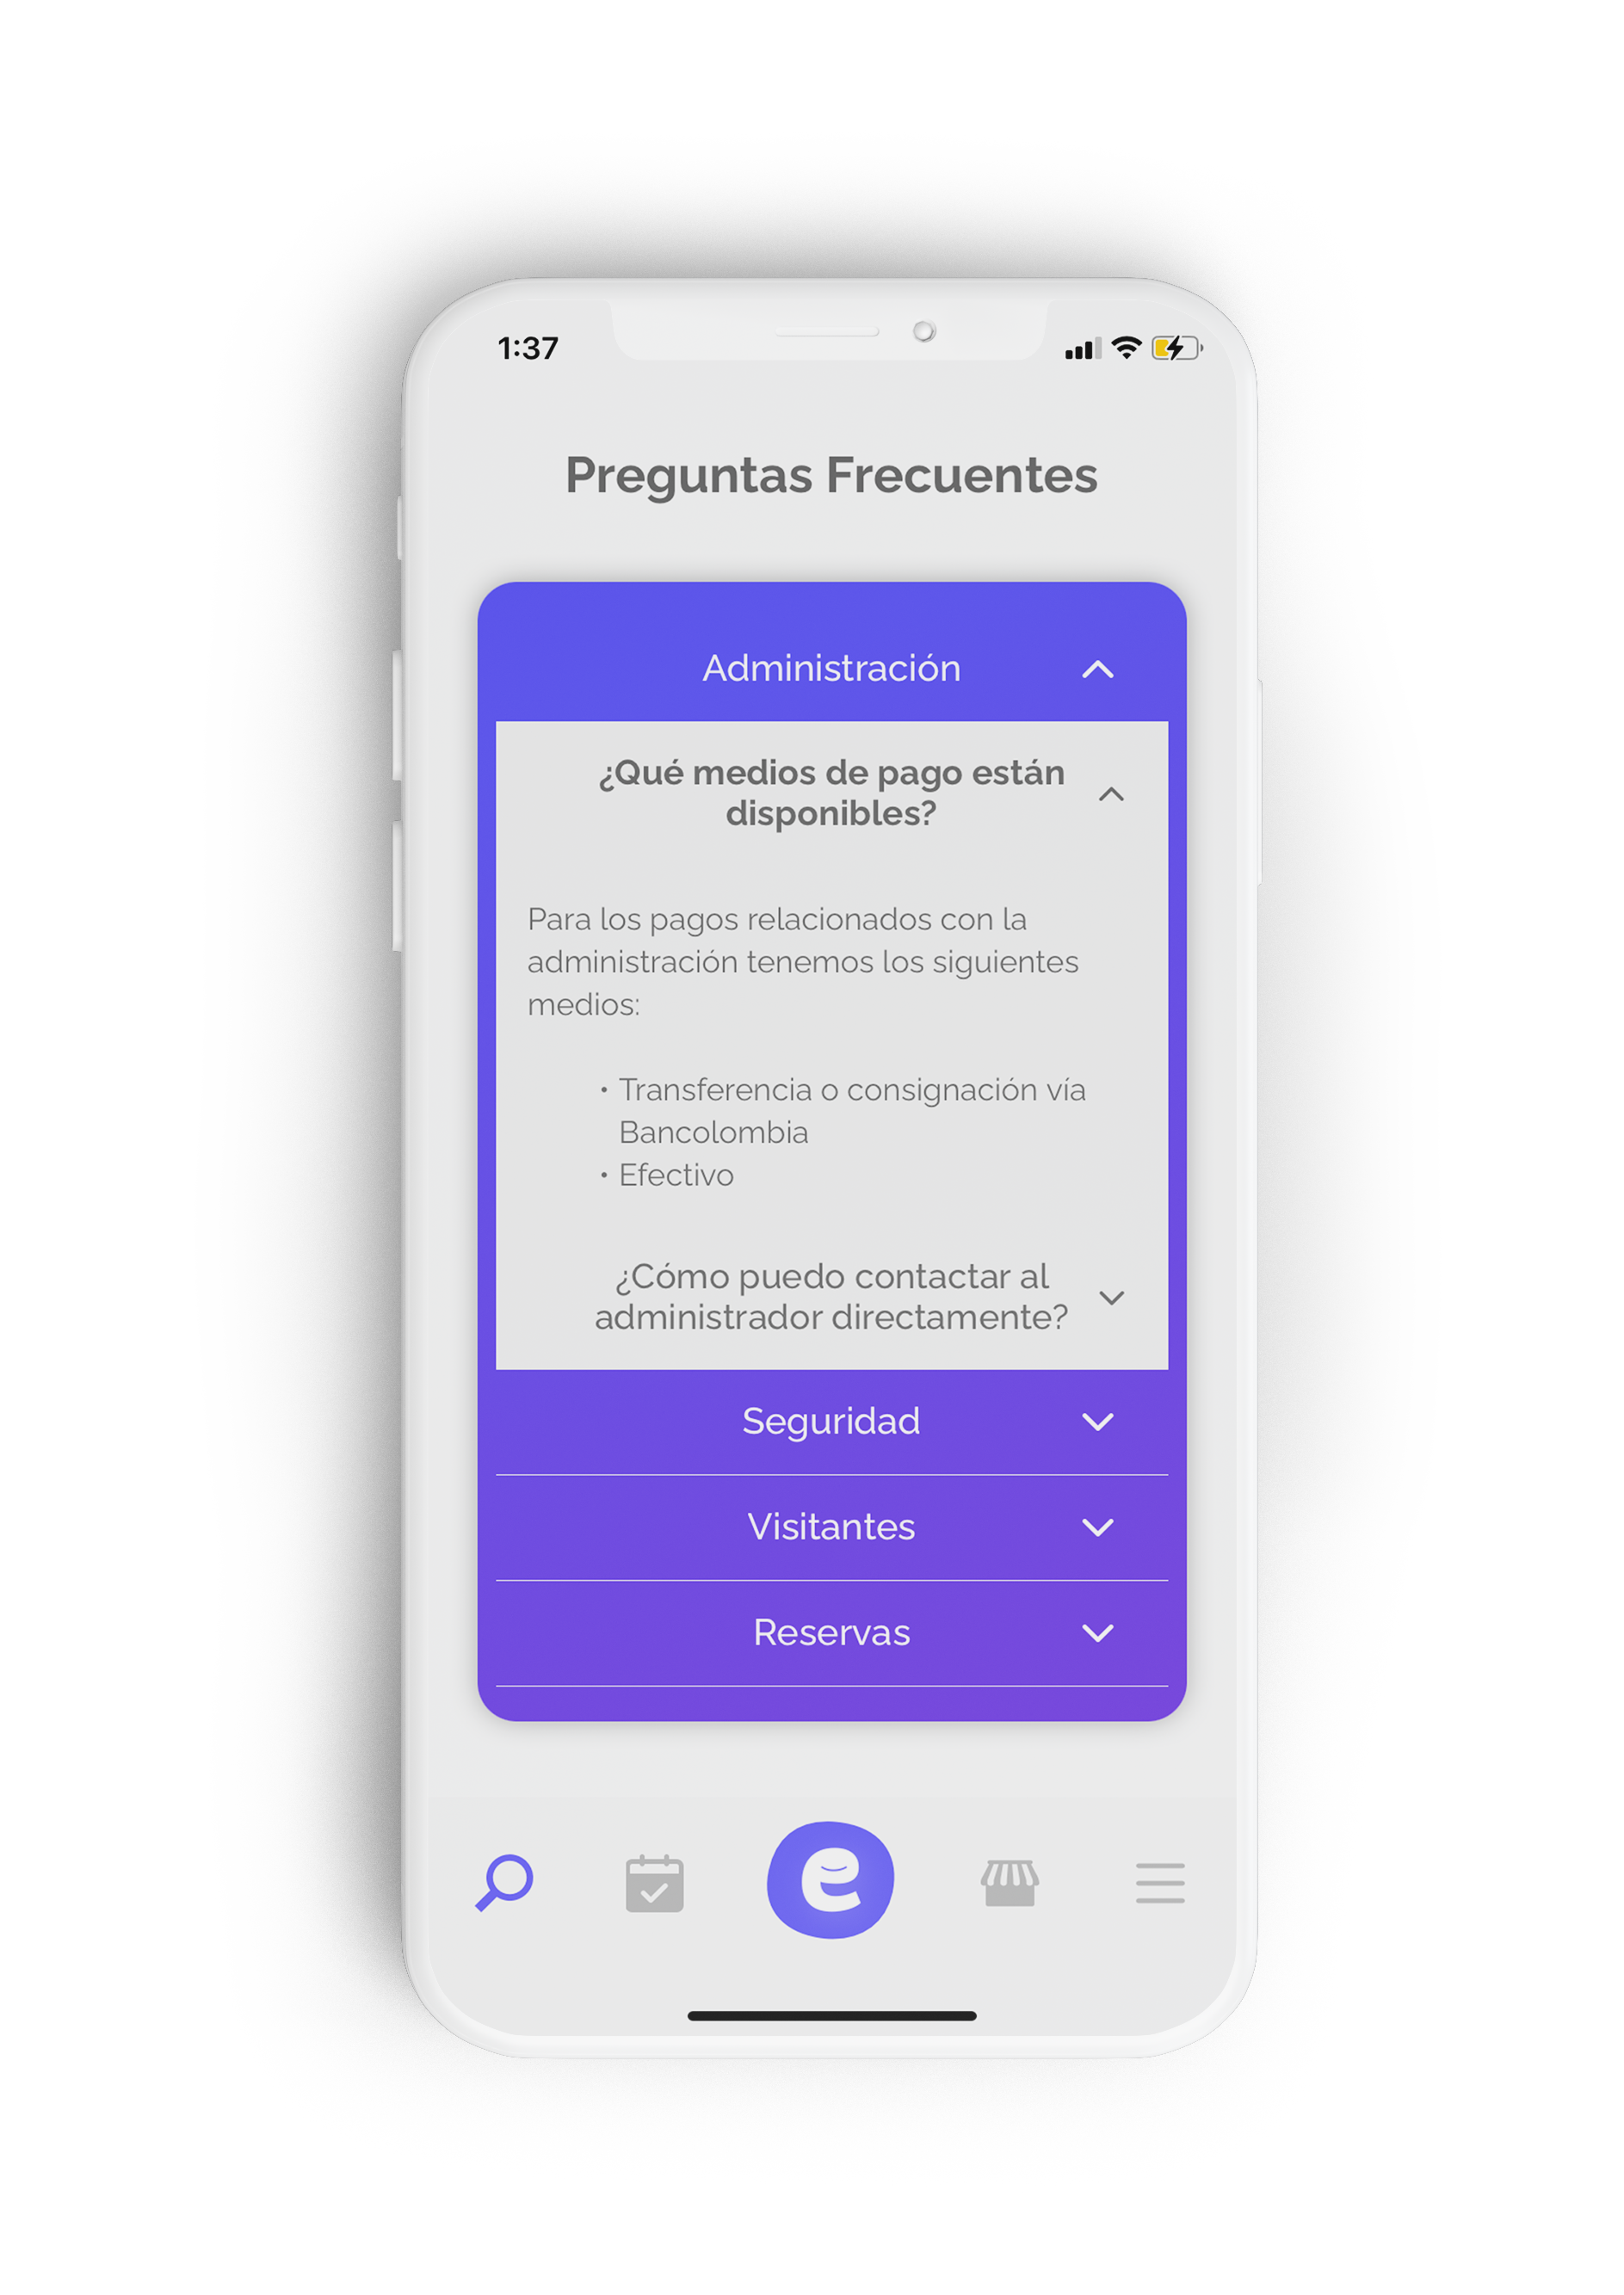 1:37
Preguntas Frecuentes
Administración
¿Qué medios de pago están
disponibles?
Para los pagos relacionados con la
administración tenemos los siguientes
medios:
• Transferencia o consignación vía
Bancolombia
• Efectivo
¿Cómo puedo contactar al
administrador directamente?
Seguridad
Visitantes
Reservas
e